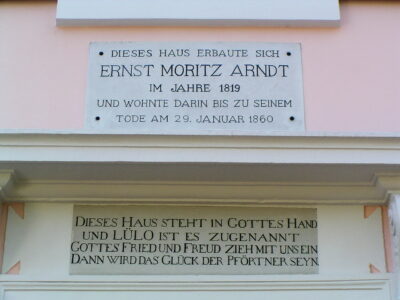 DIESES HAUS ERBAUTE SICH
ERNST MORITZ ARNDT
IM JAHRE 1819
UND WOHNTE DARIN BIS ZU SEINEM
TODE AM 29. JANUAR 1860
DIESES HAUS STEHT IN GOTTES HAND
UND LÜLO IST ES ZUGENANNT
GOTTES FRIED UND FREUD ZIEH MIT UNS EIN
DANN WIRD DAS GLÜCK DER PFÖRTNER SEYN.